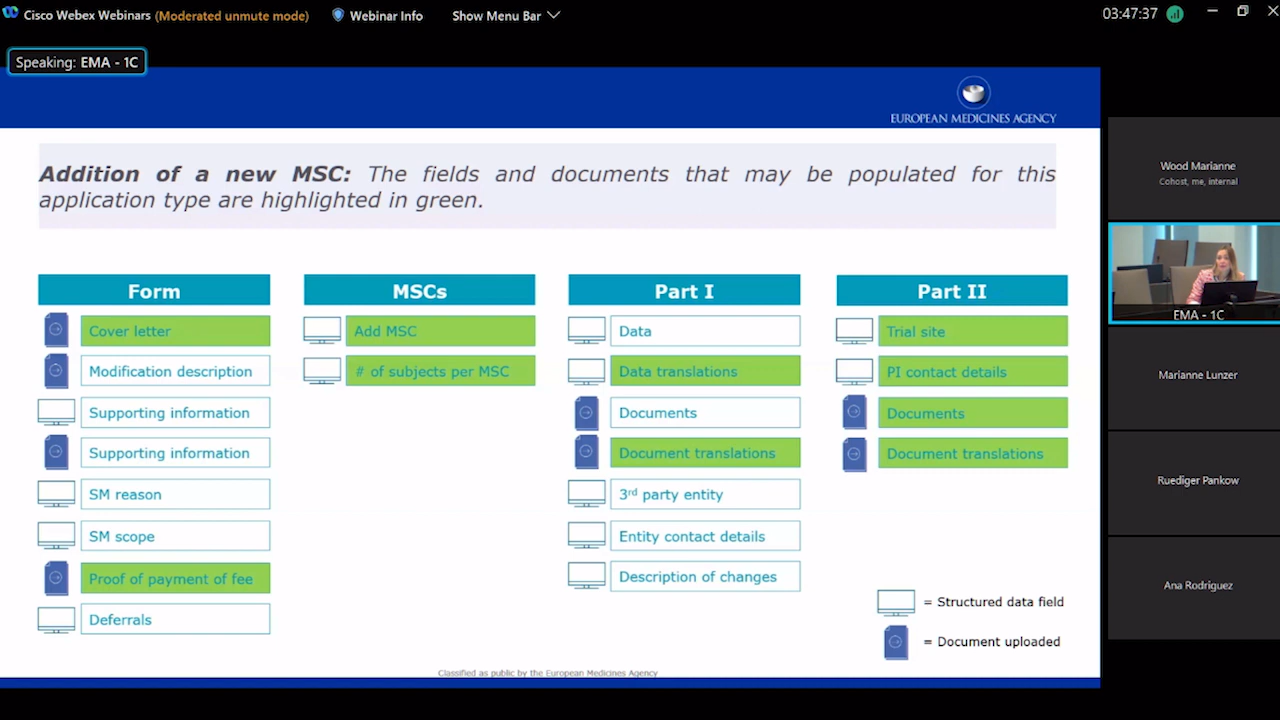 Cisco Webex Webinars (Moderated unmute mode) Webinar Info Show Menu Bar 03:47:37
Speaking: EMA - 1C
EUROPEAN MEDICINES AGENCY
Addition of a new MSC: The fields and documents that may be populated for this
application type are highlighted in green.
Form
Cover letter
Modification description
Supporting information
Supporting information
SM reason
SM scope
Proof of payment of fee
Deferrals
MSCs
Add MSC
# of subjects per MSC
Part I
Data
Data translations
Documents
Document translations
3rd party entity
Entity contact details
Description of changes
Part II
Trial site
PI contact details
Documents
Document translations
= Structured data field
= Document uploaded
Classified as public by the European Medicines Agency
Wood Marianne
Cohost, me, internal
EMA - 1C
Marianne Lunzer
Ruediger Pankow
Ana Rodriguez